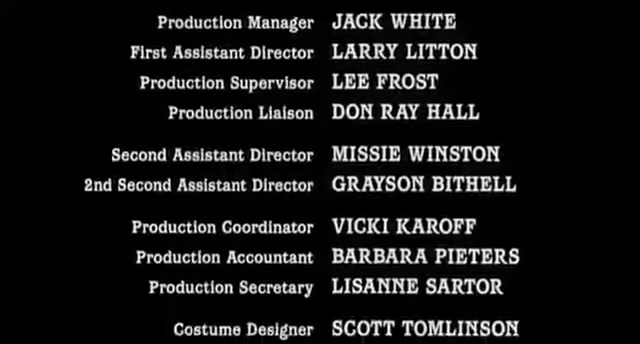 Production Manager JACK WHITE
First Assistant Director LARRY LITTON
Production Supervisor LEE FROST
Production Liaison DON RAY HALL
Second Assistant Director MISSIE WINSTON
2nd Second Assistant Director GRAYSON BITHELL
Production Coordinator VICKI KAROFF
Production Accountant BARBARA PIETERS
Production Secretary LISANNE SARTOR
Costume Designer SCOTT TOMLINSON